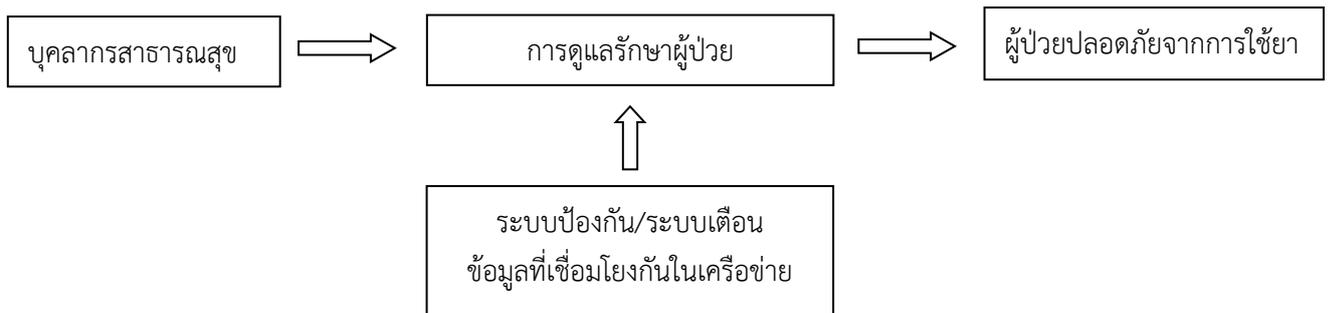 บุคลากรสาธารณสุข
การดูแลรักษาผู้ป่วย
ผู้ป่วยปลอดภัยจากการใช้ยา
ระบบป้องกัน/ระบบเตือน
ข้อมูลที่เชื่อมโยงกันในเครือข่าย